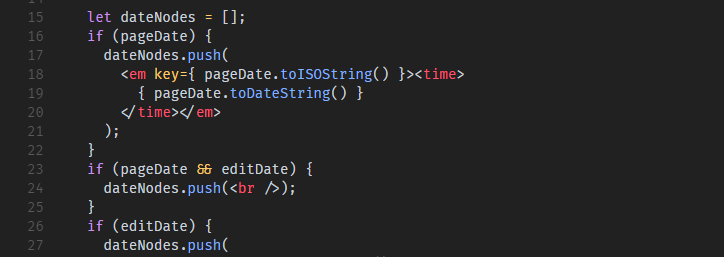 15 let dateNodes = [];
16 if (pageDate) {
17 dateNodes.push(
18 <em key={ pageDate.toISOString() }><time>
19 { pageDate.toDateString() }
20 </time></em>
21 );
22 }
23 if (pageDate && editDate) {
24 dateNodes.push(<br />);
25 }
26 if (editDate) {
27 dateNodes.push(